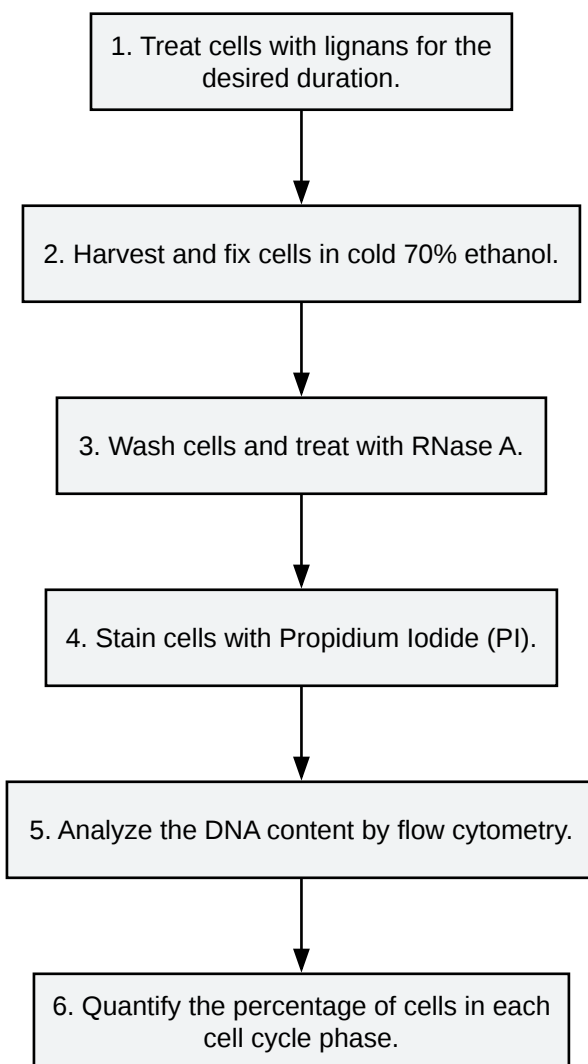 1. Treat cells with lignans for the
desired duration.
2. Harvest and fix cells in cold 70% ethanol.
3. Wash cells and treat with RNase A.
4. Stain cells with Propidium Iodide (PI).
5. Analyze the DNA content by flow cytometry.
6. Quantify the percentage of cells in each
cell cycle phase.